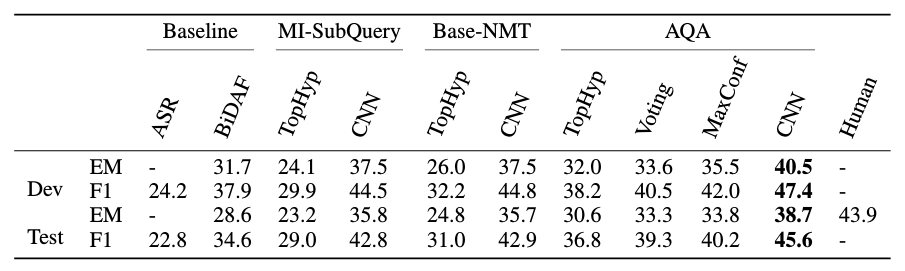 Baseline MI-SubQuery Base-NMT AQA
ASR BiDAF TopHyp CNN TopHyp CNN TopHyp Voting MaxConf CNN Human
EM - 31.7 24.1 37.5 26.0 37.5 32.0 33.6 35.5 40.5 -
Dev F1 24.2 37.9 29.9 44.5 32.2 44.8 38.2 40.5 42.0 47.4 -
EM - 28.6 23.2 35.8 24.8 35.7 30.6 33.3 33.8 38.7 43.9
Test F1 22.8 34.6 29.0 42.8 31.0 42.9 36.8 39.3 40.2 45.6 -